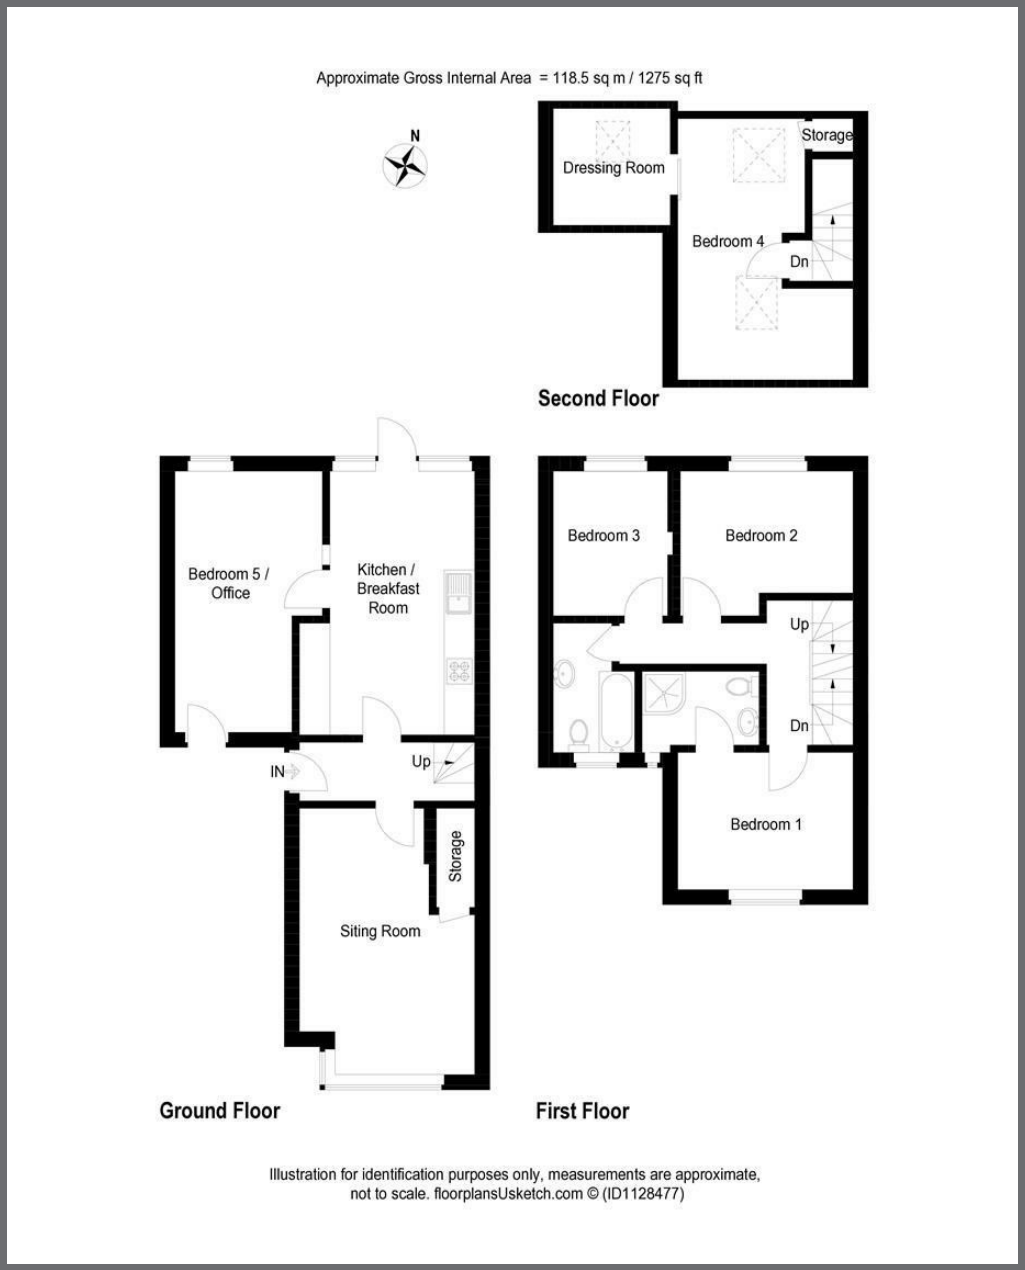 Approximate Gross Internal Area = 118.5 sq m / 1275 sq ft
N
Storage
Dressing Room
Bedroom 4
Dn
Second Floor
Bedroom 5 /
Office
Kitchen /
Breakfast
Room
IN
Up
Storage
Siting Room
Ground Floor
Bedroom 3
Bedroom 2
Up
Dn
Bedroom 1
First Floor
Illustration for identification purposes only, measurements are approximate,
not to scale. floorplansUsketch.com © (ID1128477)